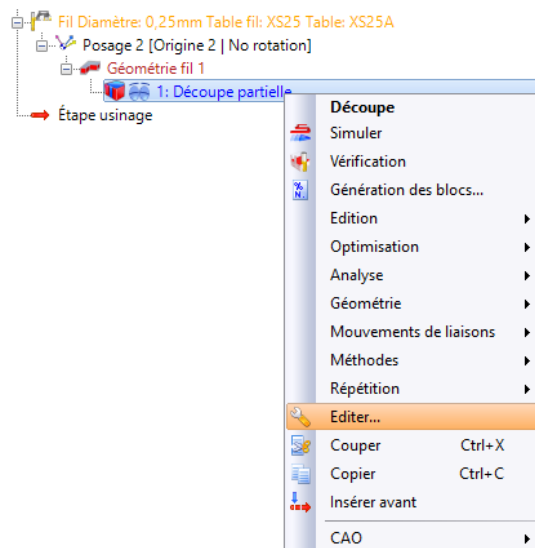 Fil Diamètre: 0,25mm Table fil: XS25 Table: XS25A
Posage 2 [Origine 2 | No rotation]
Géométrie fil 1
1: Découpe partielle
Étape usinage
Découpe
Simuler
Vérification
% N. Génération des blocs...
Edition
Optimisation
Analyse
Géométrie
Mouvements de liaisons
Méthodes
Répétition
Editer...
Couper Ctrl+X
Copier Ctrl+C
Insérer avant
CAO